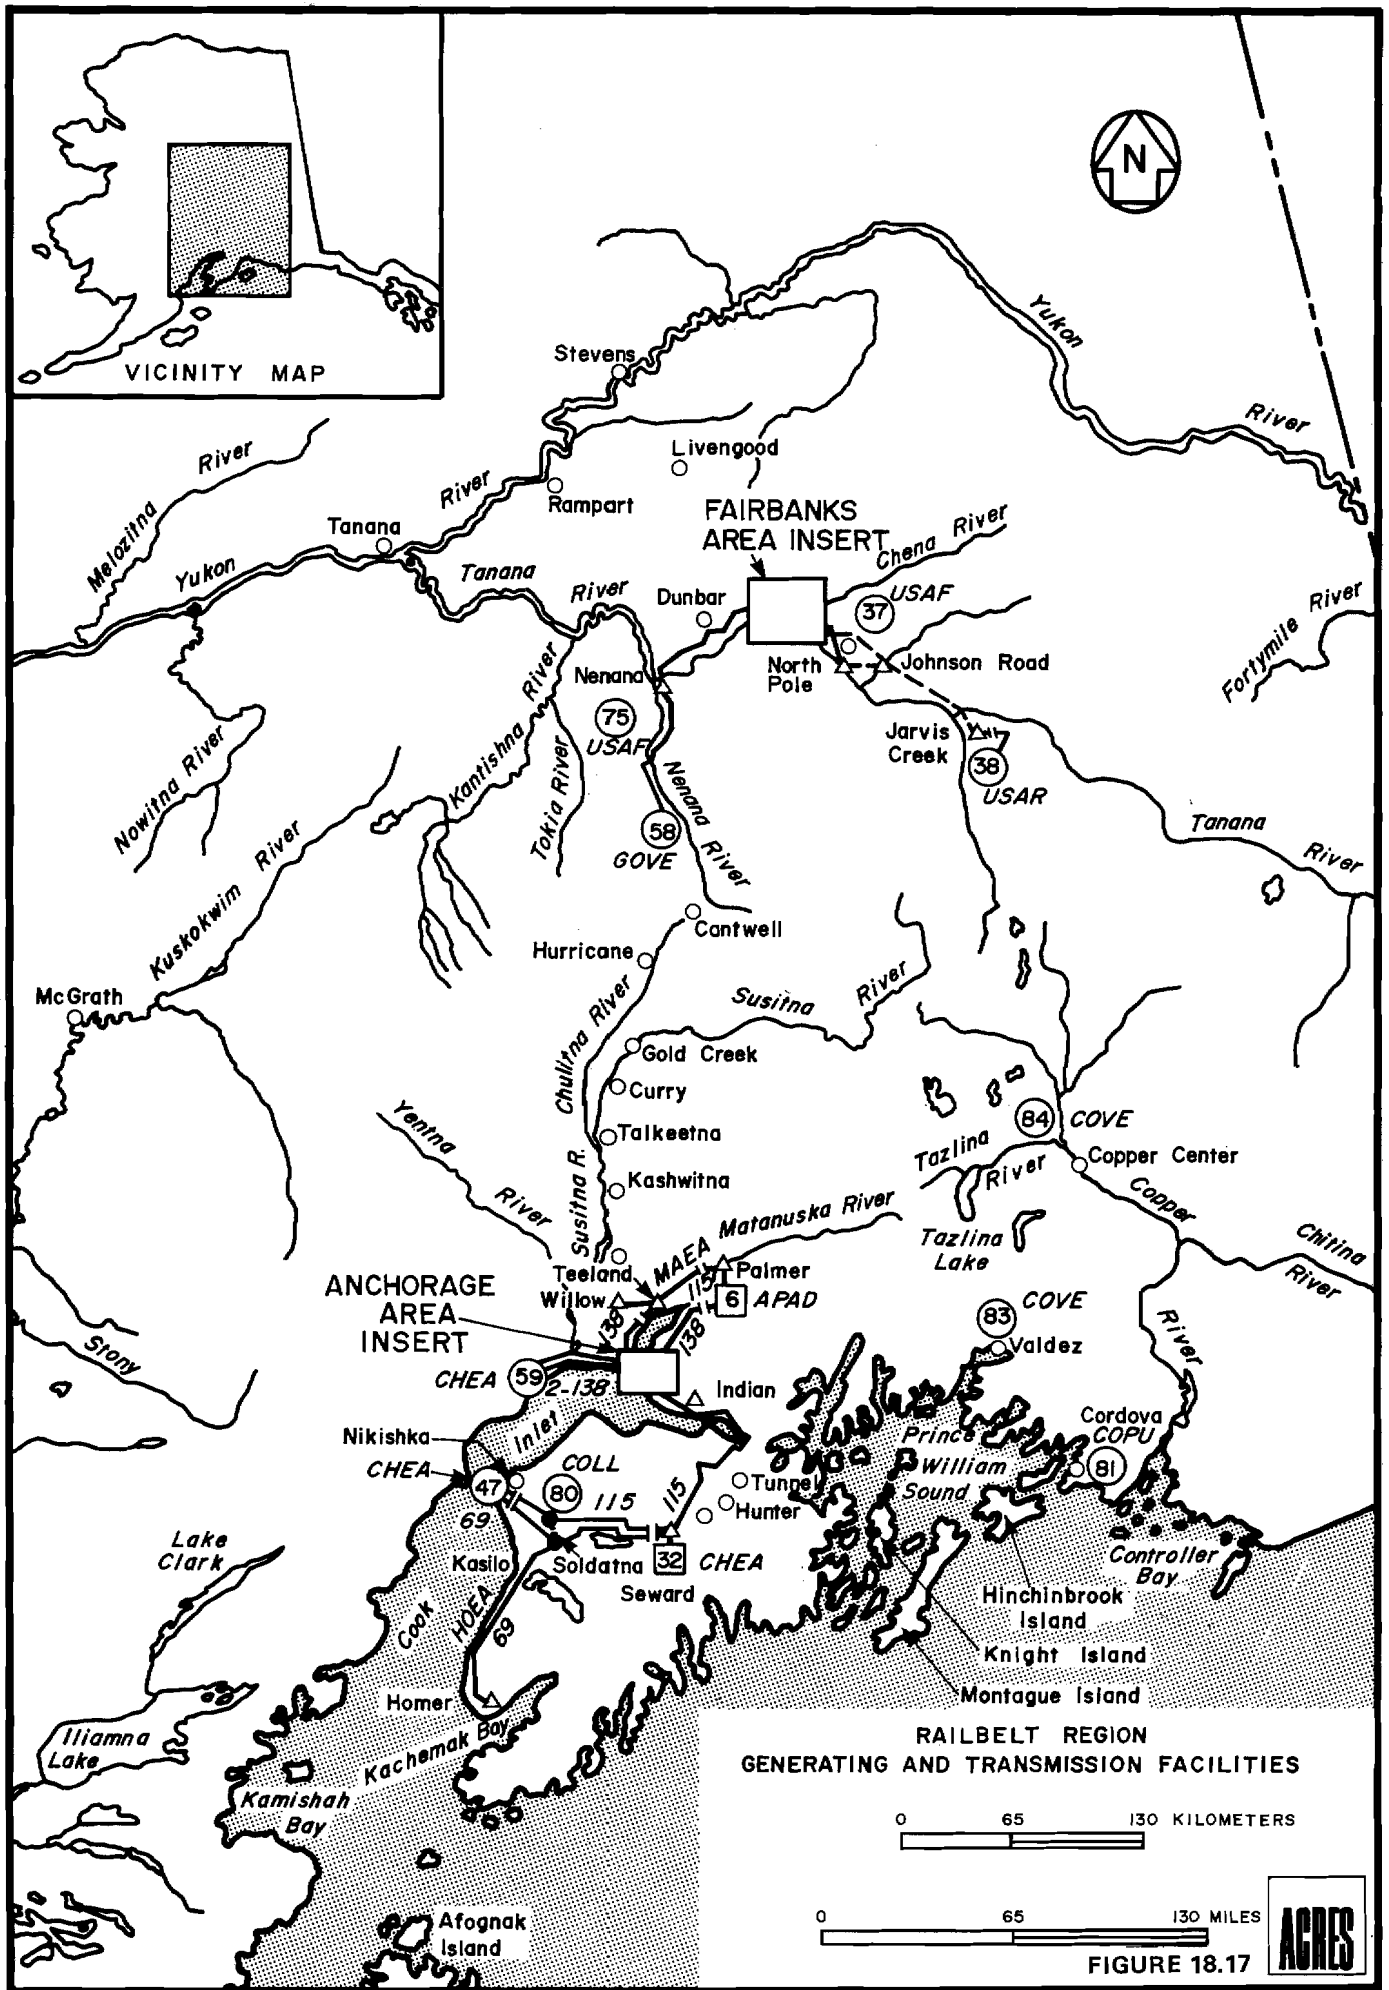 VICINITY MAP
N
Yukon
River
Stevens
Livengood
River
Rampart
Melozitna
River
Tanana
Yukon
FAIRBANKS
AREA INSERT
Chena River
Tanana
River
Dunbar
37
USAF
North
Pole
Johnson Road
Fortymile River
Nenana
75
USAF
Kantishna River
Tokla River
Nowitna River
Jarvis
Creek
38
USAR
Nenana River
58
GOVE
Tanana
River
Kuskokwim River
Cantwell
Hurricane
McGrath
Susitna
River
Chulitna River
Gold Creek
Curry
Talkeetna
Kashwitna
Yentna
River
Susitna R.
84
COVE
Tazlina
River
Copper Center
Copper
River
Chitina
River
Matanuska River
Tazlina
Lake
Teeland
MAEA
115
Palmer
Willow
6
APAD
138
138
ANCHORAGE
AREA
INSERT
Stony
83
COVE
Valdez
CHEA
59
2-138
Indian
Inlet
Nikishka
CHEA
47
COLL
80
115
115
69
Tunnel
Hunter
Prince
William
Sound
Cordova
COPU
81
Kasilo
Soldatna
32
CHEA
Seward
Lake
Clark
Controller
Bay
Hinchinbrook
Island
Knight Island
Montague Island
Cook
HOEA
69
Homer
Kachemak Bay
Iliamna
Lake
Kamishah
Bay
Afognak
Island
RAILBELT REGION
GENERATING AND TRANSMISSION FACILITIES
0 65 130 KILOMETERS
0 65 130 MILES
ACRES
FIGURE 18.17